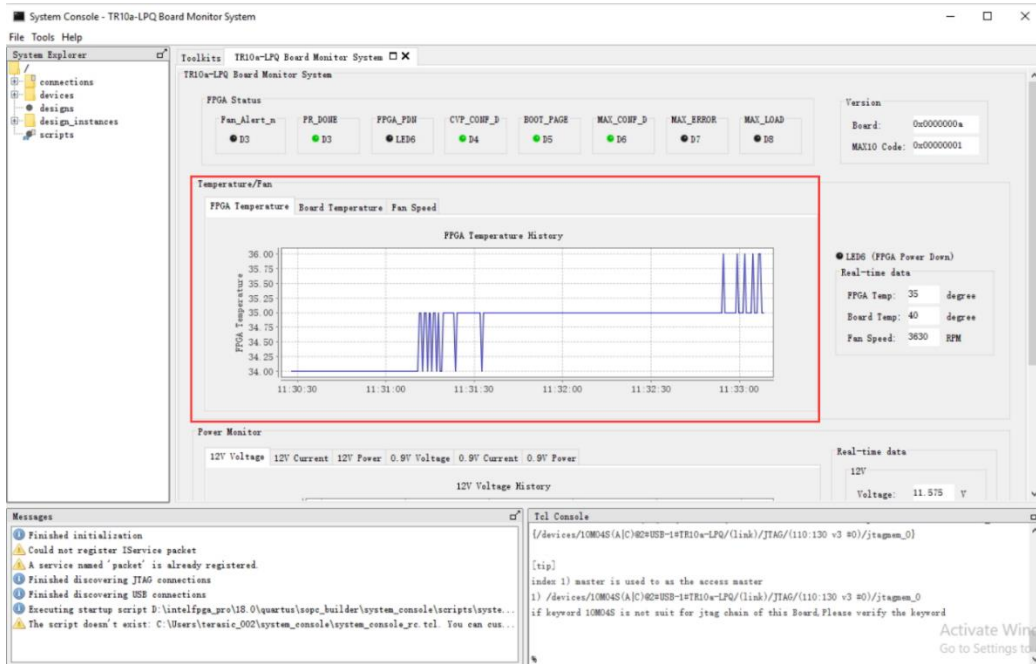 System Console - TR10a-LPQ Board Monitor System
File Tools Help
System Explorer
/
connections
devices
designs
design_instances
scripts
Toolkits TR10a-LPQ Board Monitor System
TR10a-LPQ Board Monitor System
FPGA Status
Fan_Alert_n PR_DONE FPGA_PDN CVP_CONF_D BOOT_PAGE MAX_CONF_D MAX_ERROR MAX_LOAD
D3 D3 LED6 D4 D5 D6 D7 D8
Version
Board: 0x0000000a
MAX10 Code: 0x00000001
Temperature/Fan
FPGA Temperature Board Temperature Fan Speed
FPGA Temperature History
FPGA Temperature
36.00
35.75
35.50
35.25
35.00
34.75
34.50
34.25
34.00
11:30:30 11:31:00 11:31:30 11:32:00 11:32:30 11:33:00
LED6 (FPGA Power Down)
Real-time data
FPGA Temp: 35 degree
Board Temp: 40 degree
Fan Speed: 3630 RPM
Power Monitor
12V Voltage 12V Current 12V Power 0.9V Voltage 0.9V Current 0.9V Power
12V Voltage History
Real-time data
12V
Voltage: 11.575 V
Messages
Finished initialization
Could not register IService packet
A service named 'packet' is already registered.
Finished discovering JTAG connections
Finished discovering USB connections
Executing startup script D:\intelfpga_pro\18.0\quartus\sopc_builder\system_console\scripts\syste...
The script doesn't exist: C:\Users\terasic_002\system_console\system_console_rc.tcl. You can cus...
Tcl Console
{/devices/10M04S(A|C)@2#USB-1#TR10a-LPQ/(link)/JTAG/(110:130 v3 #0)/jtagmem_0}
[tip]
index 1) master is used to as the access master
1) /devices/10M04S(A|C)@2#USB-1#TR10a-LPQ/(link)/JTAG/(110:130 v3 #0)/jtagmem_0
if keyword 10M04S is not suit for jtag chain of this Board,Please verify the keyword
%
Activate Win
Go to Settings to